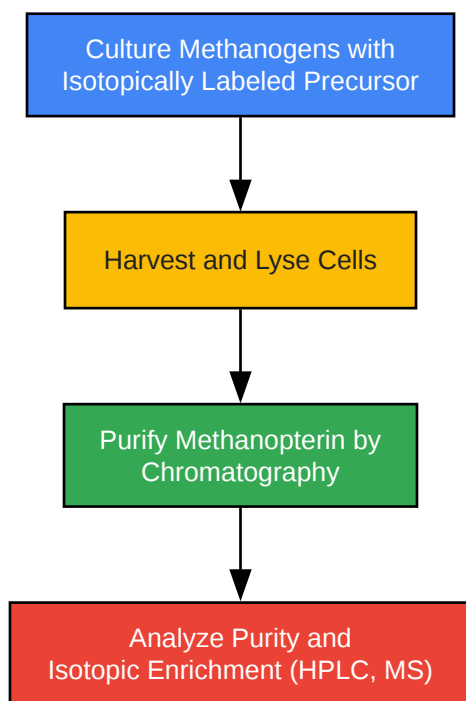 Culture Methanogens with
Isotopically Labeled Precursor
Harvest and Lyse Cells
Purify Methanopterin by
Chromatography
Analyze Purity and
Isotopic Enrichment (HPLC, MS)